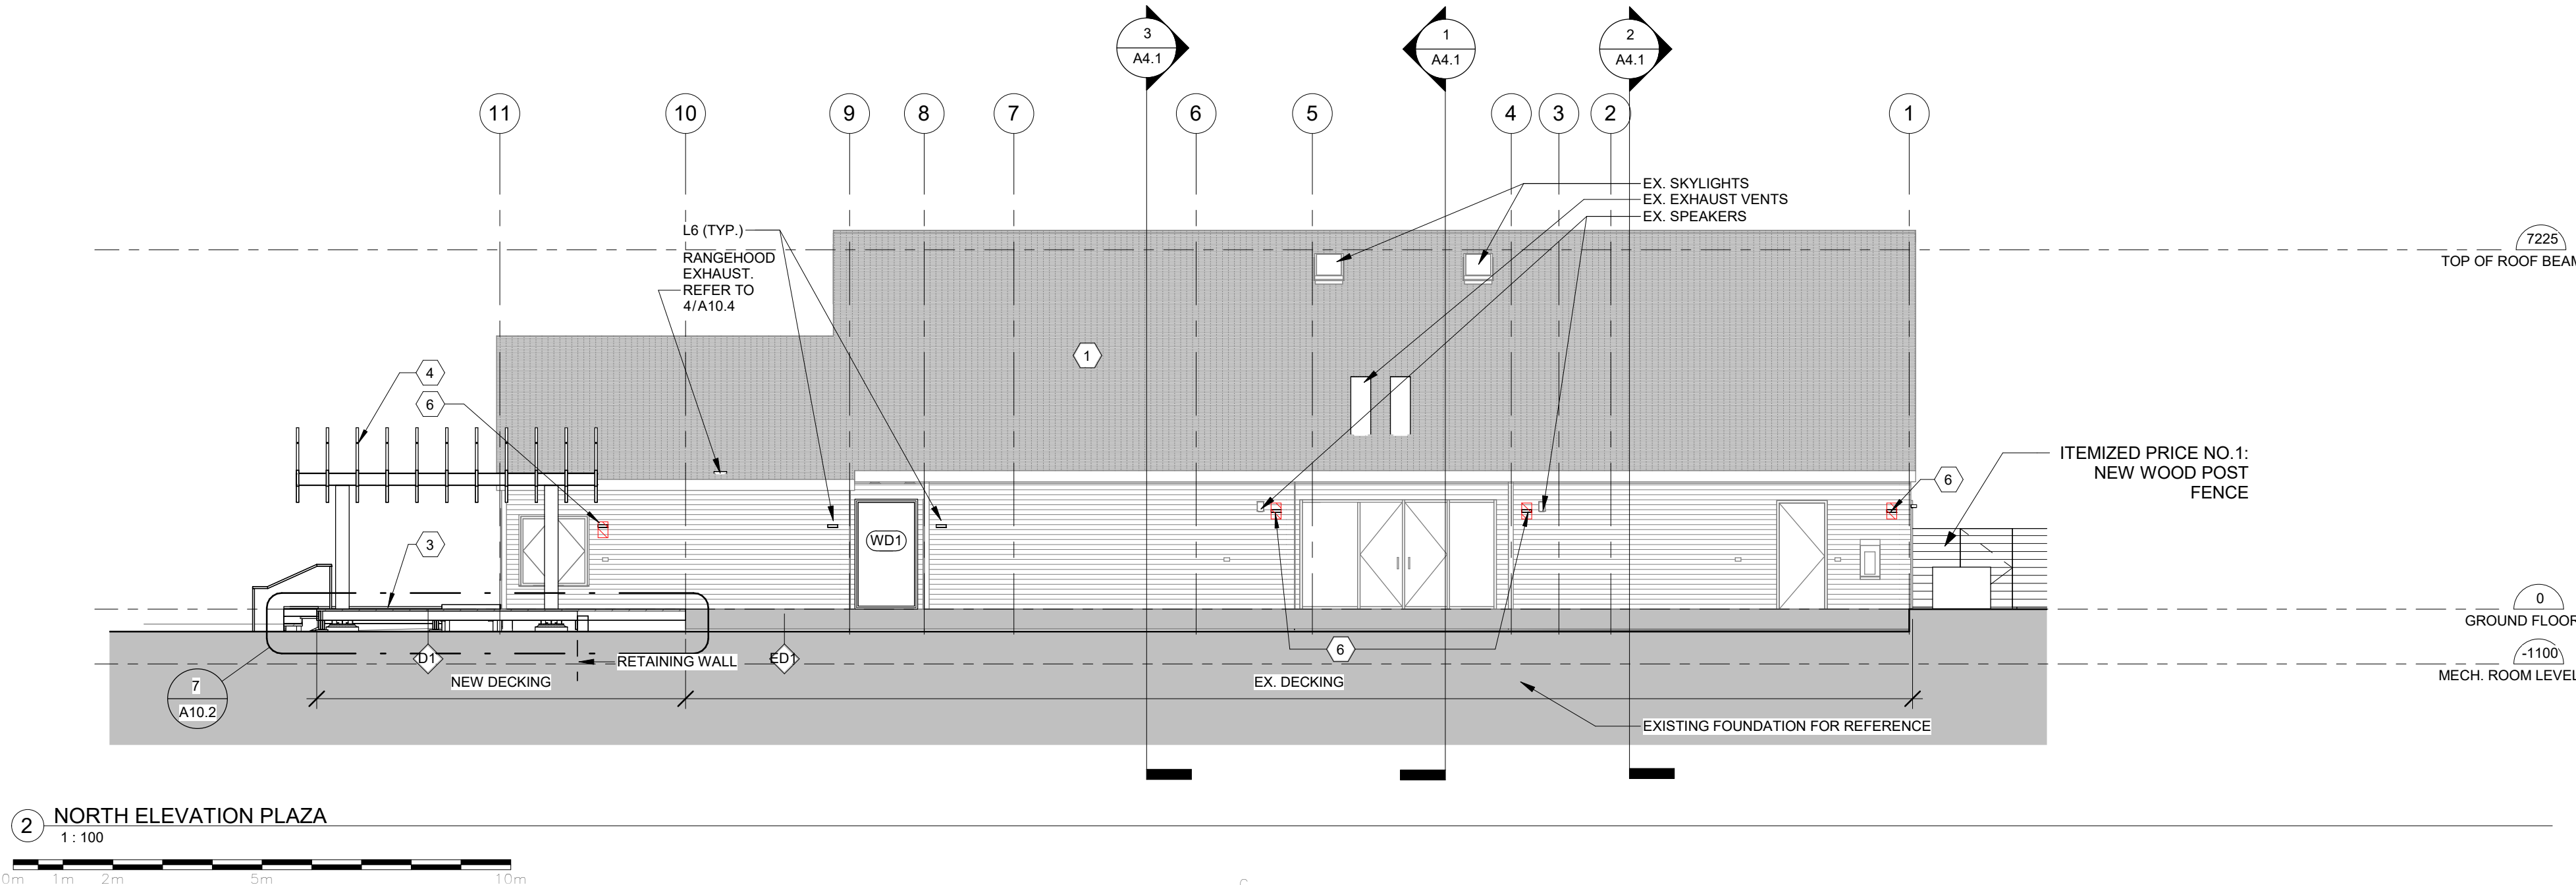 3
A4.1
1
A4.1
2
A4.1
11
10
9
8
7
6
5
4
3
2
1
EX. SKYLIGHTS
EX. EXHAUST VENTS
EX. SPEAKERS
L6 (TYP.)
RANGEHOOD
EXHAUST.
REFER TO
4/A10.4
7225
TOP OF ROOF BEAM
1
4
6
3
WD1
6
ITEMIZED PRICE NO.1:
NEW WOOD POST
FENCE
0
GROUND FLOOR
-1100
MECH. ROOM LEVEL
D1
RETAINING WALL
ED1
6
NEW DECKING
EX. DECKING
7
A10.2
EXISTING FOUNDATION FOR REFERENCE
2
NORTH ELEVATION PLAZA
1 : 100
0m 1m 2m 5m 10m